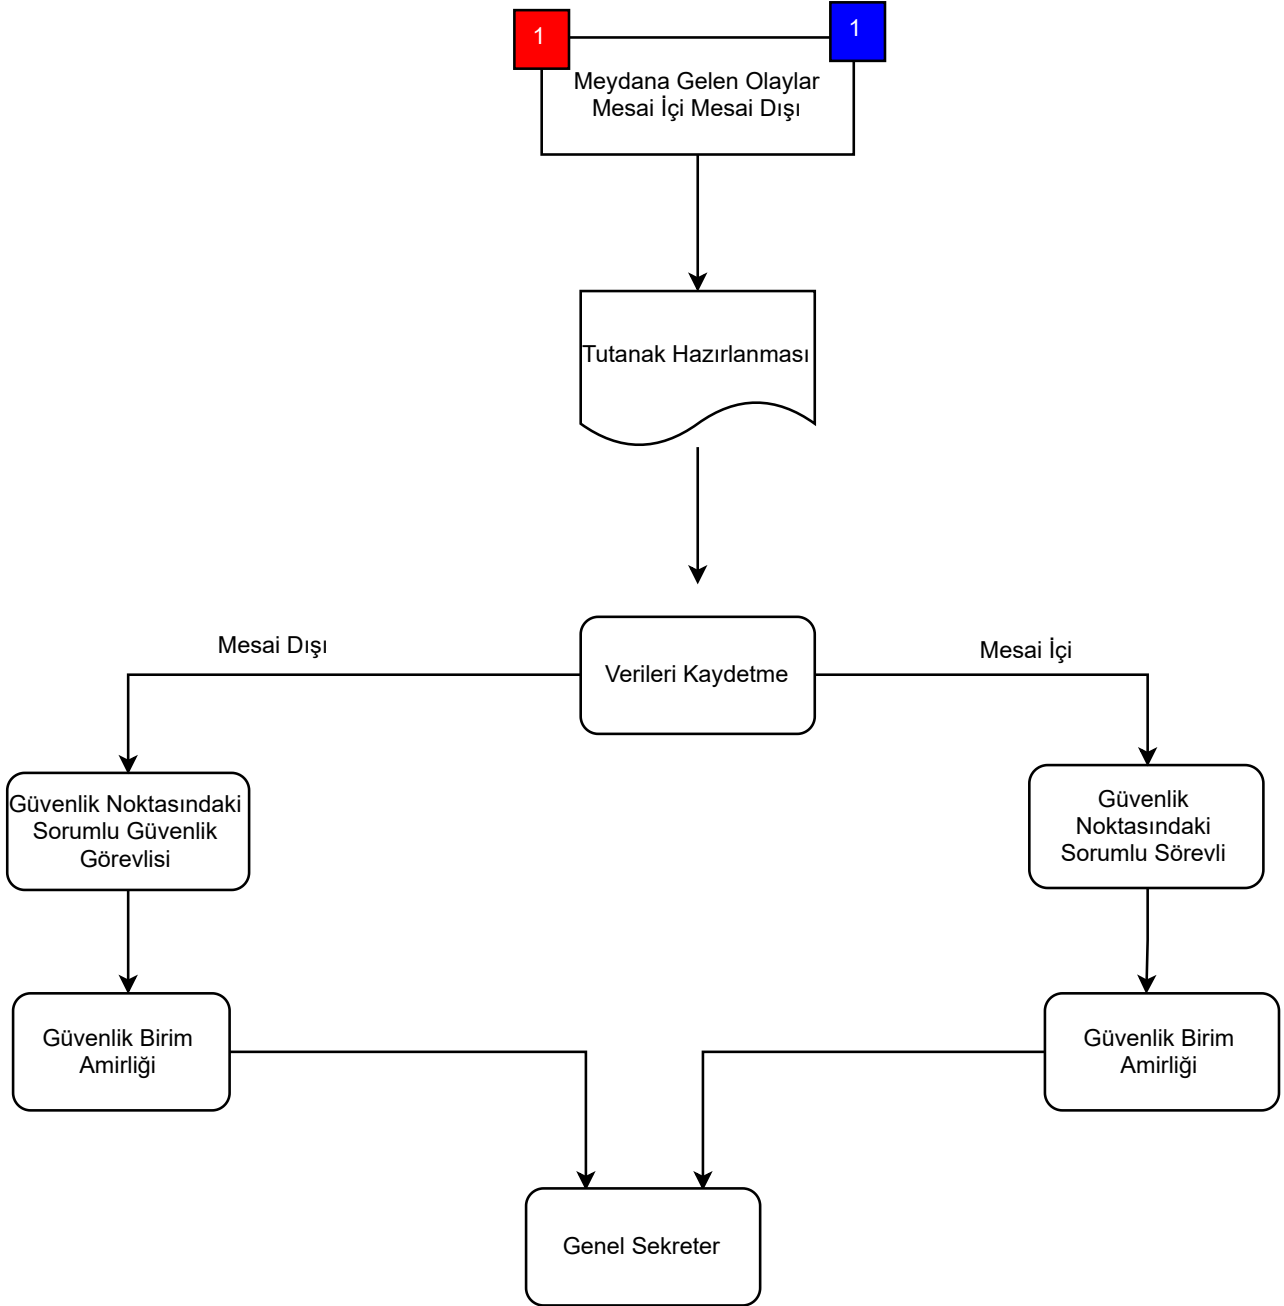 1
1
Meydana Gelen Olaylar
Mesai İçi Mesai Dışı
Tutanak Hazırlanması
Mesai Dışı
Mesai İçi
Verileri Kaydetme
Güvenlik Noktasındaki
Sorumlu Güvenlik
Görevlisi
Güvenlik
Noktasındaki
Sorumlu Sörevli
Güvenlik Birim
Amirliği
Güvenlik Birim
Amirliği
Genel Sekreter